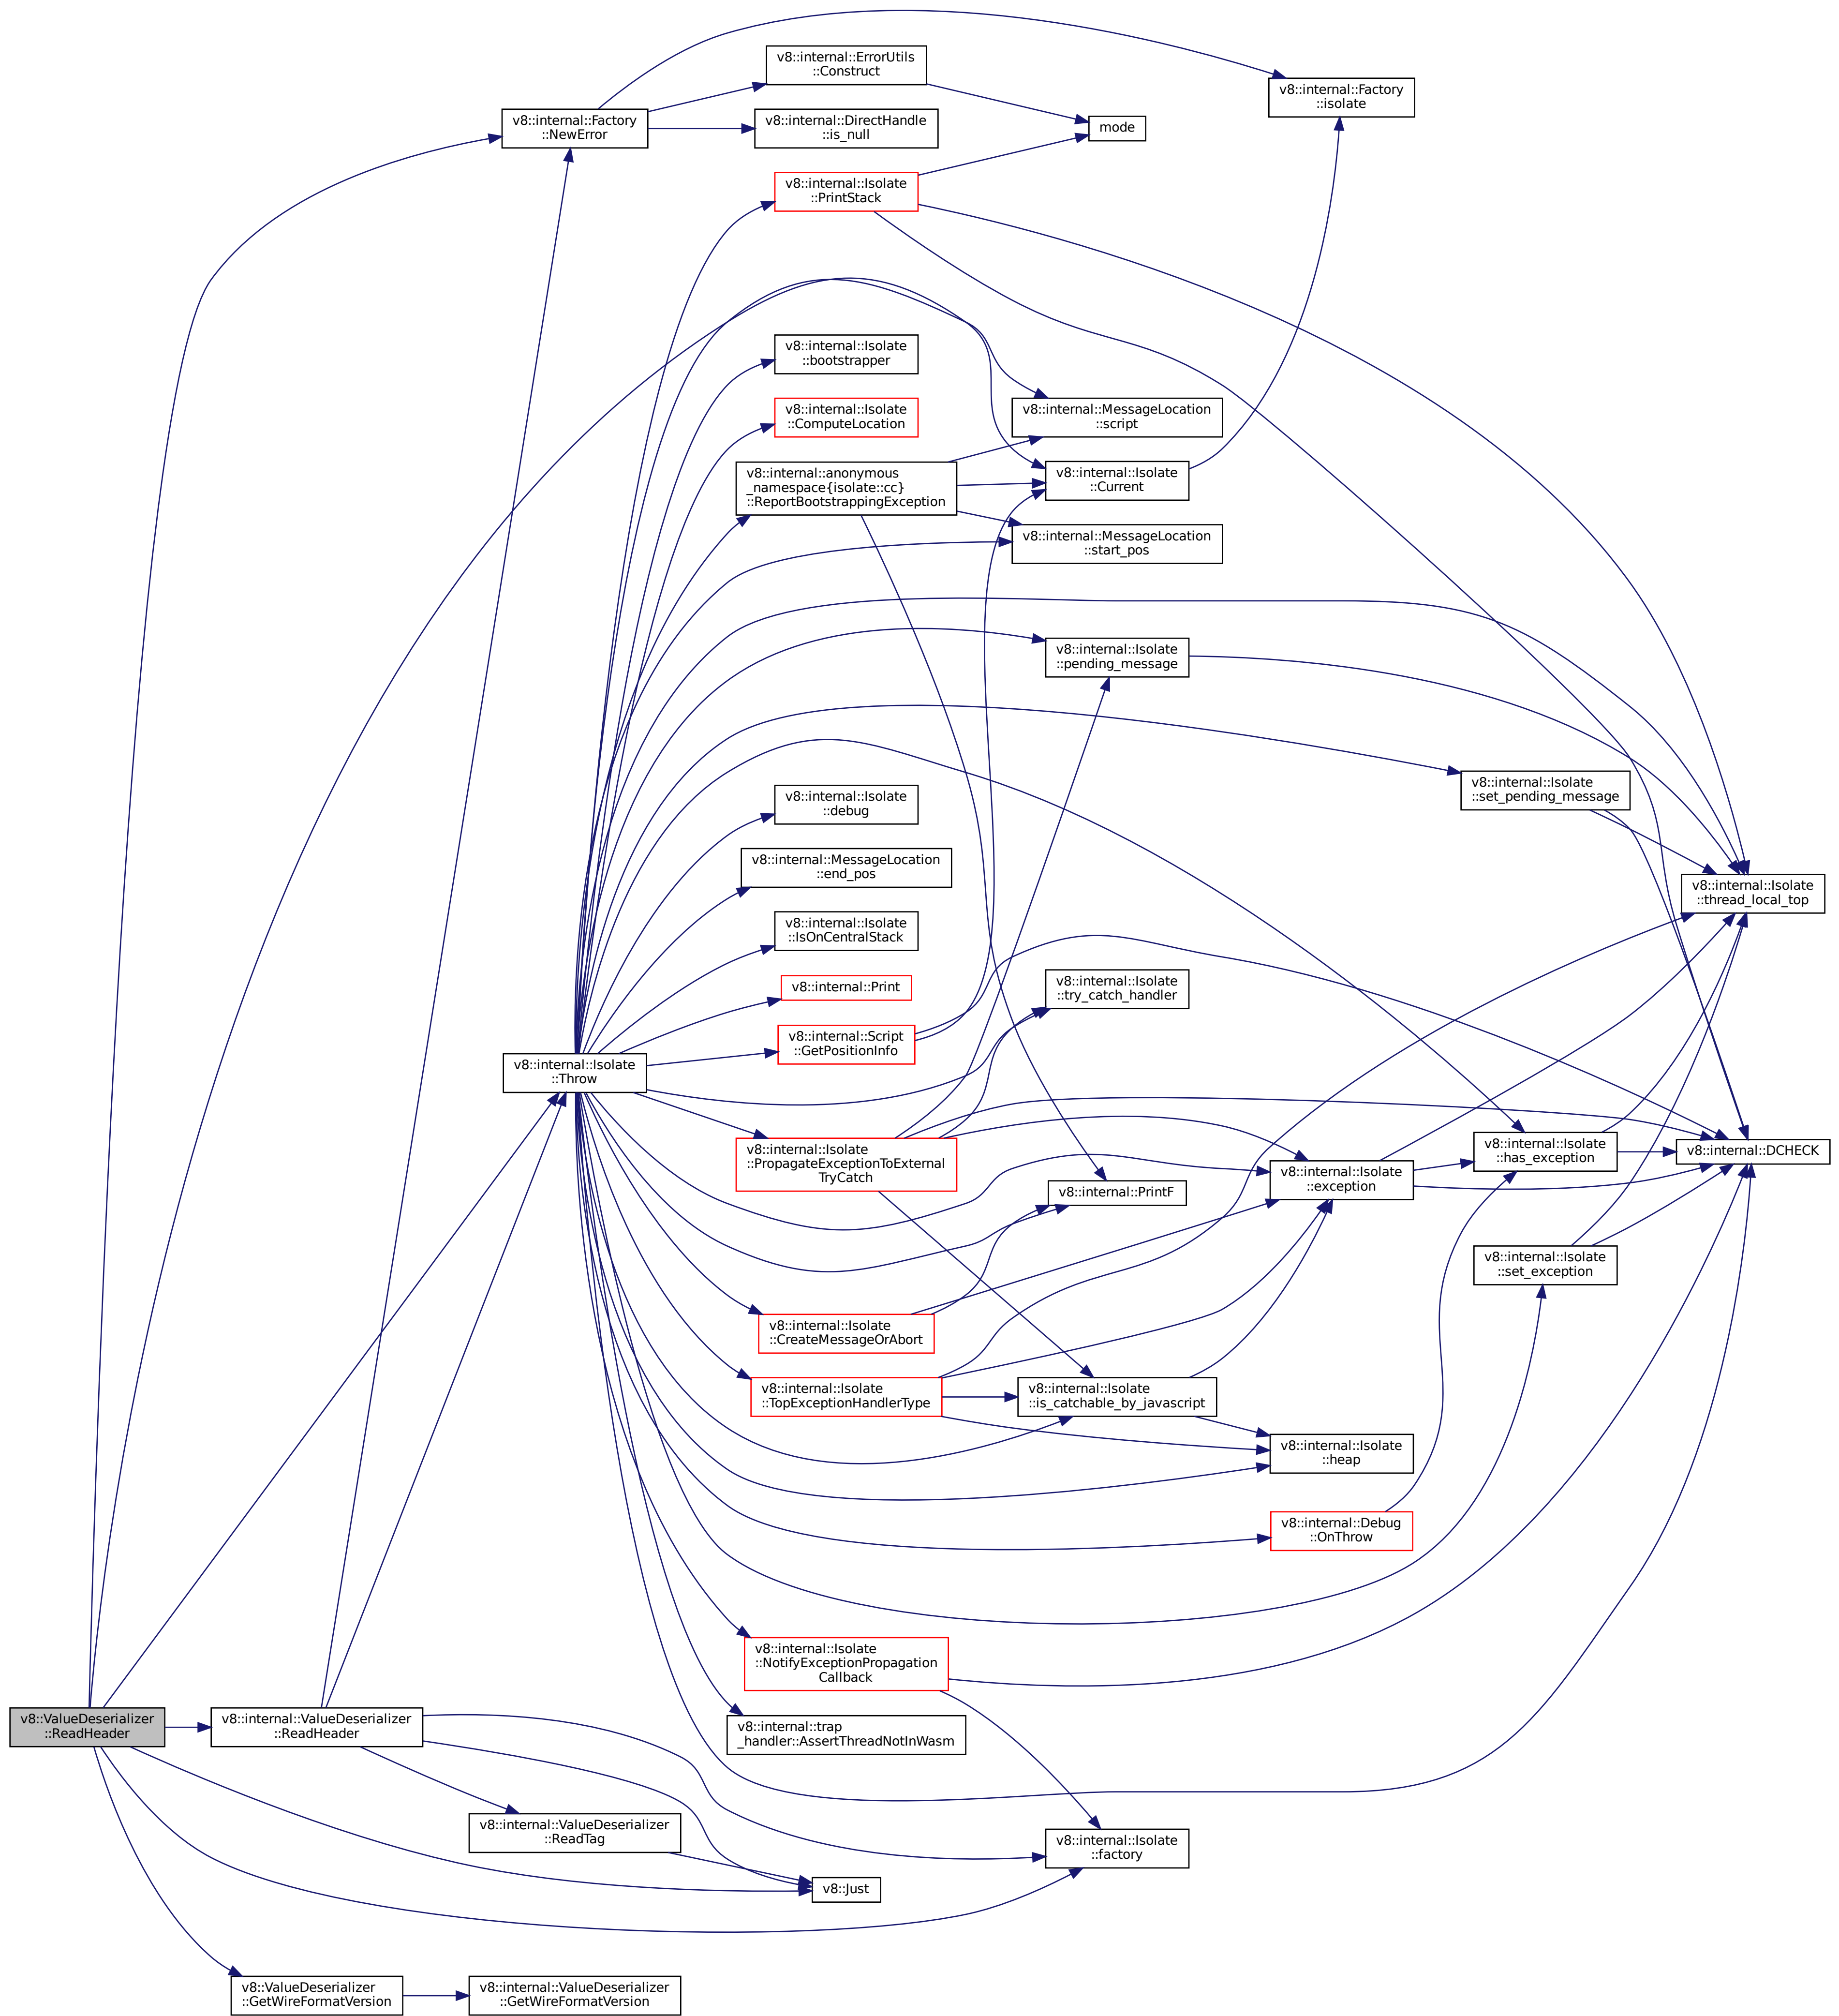 v8::internal::ErrorUtils
::Construct
v8::internal::Factory
::isolate
v8::internal::Factory
::NewError
v8::internal::DirectHandle
::is_null
mode
v8::internal::Isolate
::PrintStack
v8::internal::Isolate
::bootstrapper
v8::internal::Isolate
::ComputeLocation
v8::internal::MessageLocation
::script
v8::internal::anonymous
_namespace{isolate::cc}
::ReportBootstrappingException
v8::internal::Isolate
::Current
v8::internal::MessageLocation
::start_pos
v8::internal::Isolate
::pending_message
v8::internal::Isolate
::set_pending_message
v8::internal::Isolate
::debug
v8::internal::MessageLocation
::end_pos
v8::internal::Isolate
::thread_local_top
v8::internal::Isolate
::IsOnCentralStack
v8::internal::Print
v8::internal::Isolate
::try_catch_handler
v8::internal::Script
::GetPositionInfo
v8::internal::Isolate
::Throw
v8::internal::Isolate
::PropagateExceptionToExternal
TryCatch
v8::internal::Isolate
::has_exception
v8::internal::DCHECK
v8::internal::Isolate
::exception
v8::internal::PrintF
v8::internal::Isolate
::set_exception
v8::internal::Isolate
::CreateMessageOrAbort
v8::internal::Isolate
::TopExceptionHandlerType
v8::internal::Isolate
::is_catchable_by_javascript
v8::internal::Isolate
::heap
v8::internal::Debug
::OnThrow
v8::internal::Isolate
::NotifyExceptionPropagation
Callback
v8::ValueDeserializer
::ReadHeader
v8::internal::ValueDeserializer
::ReadHeader
v8::internal::trap
_handler::AssertThreadNotInWasm
v8::internal::ValueDeserializer
::ReadTag
v8::internal::Isolate
::factory
v8::Just
v8::ValueDeserializer
::GetWireFormatVersion
v8::internal::ValueDeserializer
::GetWireFormatVersion